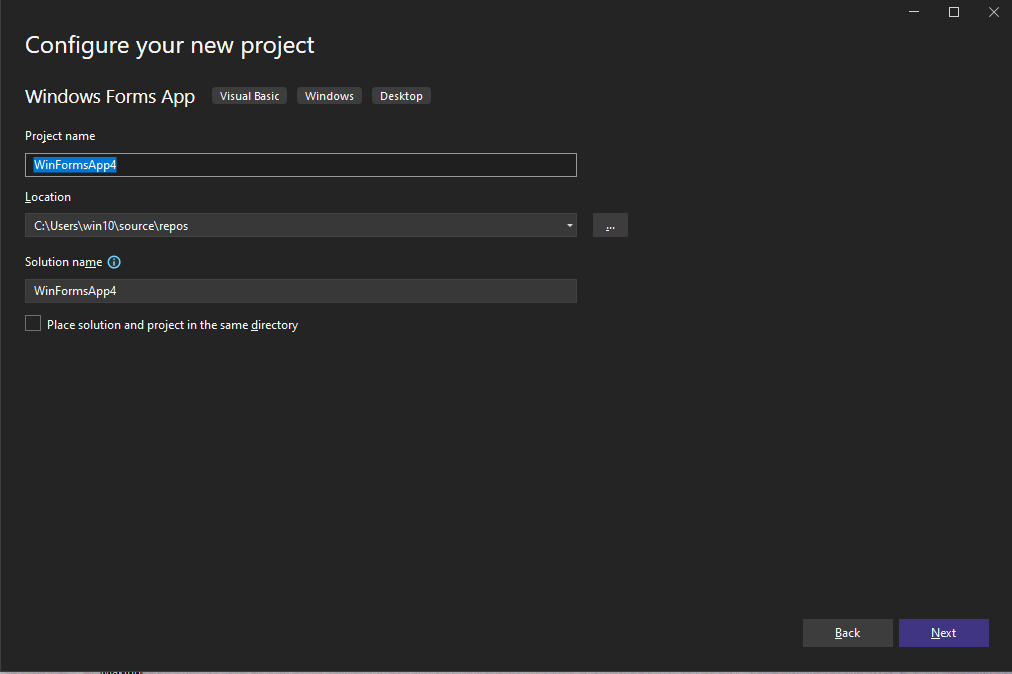 Configure your new project
Windows Forms App Visual Basic Windows Desktop
Project name
WinFormsApp4
Location
C:\Users\win10\source\repos
...
Solution name
WinFormsApp4
Place solution and project in the same directory
Back Next